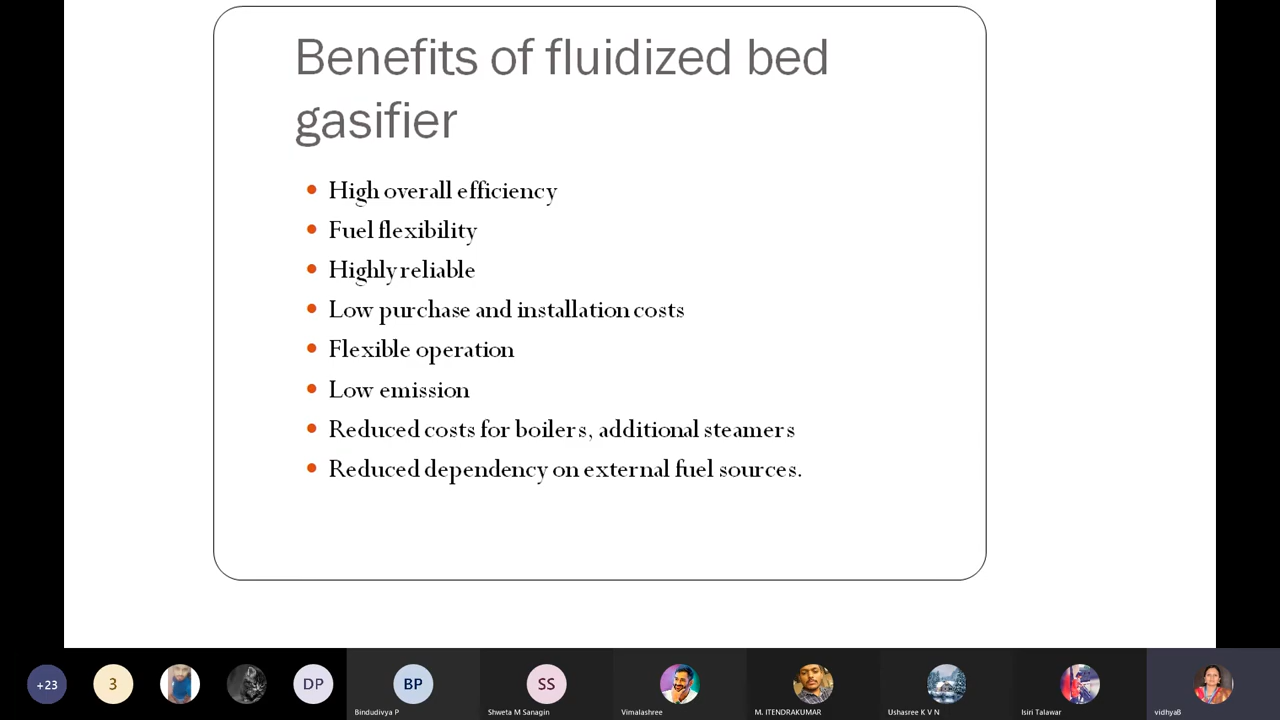 Benefits of fluidized bed
gasifier
High overall efficiency
Fuel flexibility
Highly reliable
Low purchase and installation costs
Flexible operation
Low emission
Reduced costs for boilers, additional steamers
Reduced dependency on external fuel sources.
+23
3
DP
BP
SS
Bindudivya P
Shweta M Sanagin
Vimalashree
M. ITENDRAKUMAR
Ushasree K V N
Isiri Talawar
vidhyaB